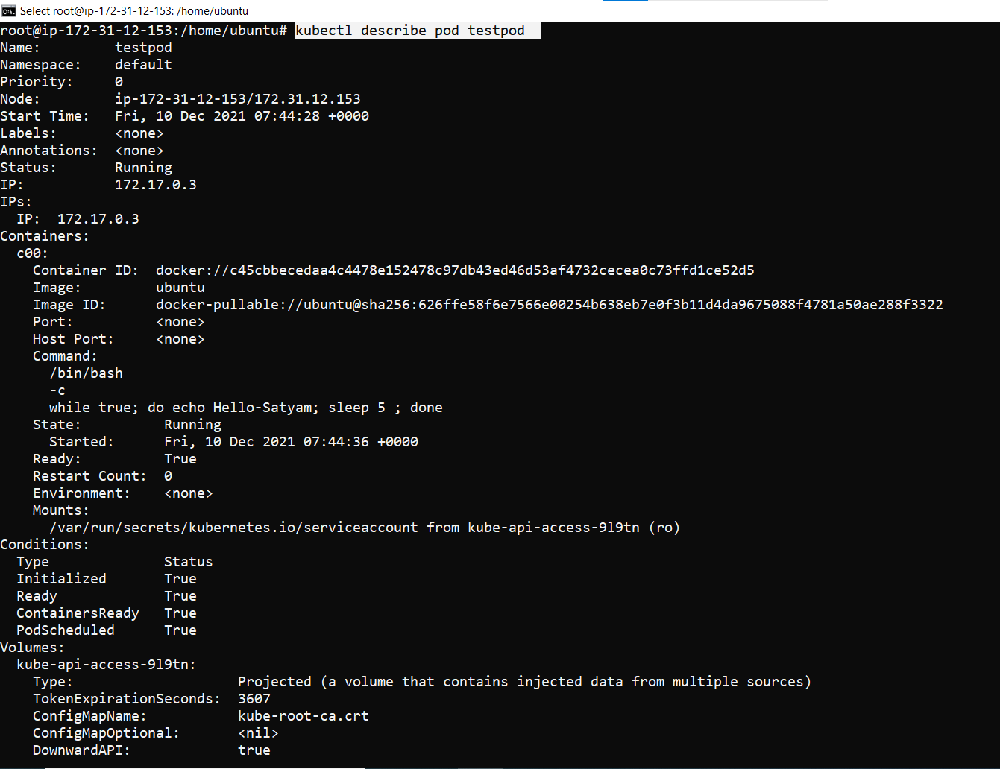 Select root@ip-172-31-12-153: /home/ubuntu
root@ip-172-31-12-153:/home/ubuntu# kubectl describe pod testpod
Name:         testpod
Namespace:    default
Priority:     0
Node:         ip-172-31-12-153/172.31.12.153
Start Time:   Fri, 10 Dec 2021 07:44:28 +0000
Labels:       <none>
Annotations:  <none>
Status:       Running
IP:           172.17.0.3
IPs:
  IP:  172.17.0.3
Containers:
  c00:
    Container ID:  docker://c45cbbecedaa4c4478e152478c97db43ed46d53af4732cecea0c73ffd1ce52d5
    Image:         ubuntu
    Image ID:      docker-pullable://ubuntu@sha256:626ffe58f6e7566e00254b638eb7e0f3b11d4da9675088f4781a50ae288f3322
    Port:          <none>
    Host Port:     <none>
    Command:
      /bin/bash
      -c
      while true; do echo Hello-Satyam; sleep 5 ; done
    State:          Running
      Started:      Fri, 10 Dec 2021 07:44:36 +0000
    Ready:          True
    Restart Count:  0
    Environment:    <none>
    Mounts:
      /var/run/secrets/kubernetes.io/serviceaccount from kube-api-access-9l9tn (ro)
Conditions:
  Type              Status
  Initialized       True
  Ready             True
  ContainersReady   True
  PodScheduled      True
Volumes:
  kube-api-access-9l9tn:
    Type:                    Projected (a volume that contains injected data from multiple sources)
    TokenExpirationSeconds:  3607
    ConfigMapName:           kube-root-ca.crt
    ConfigMapOptional:       <nil>
    DownwardAPI:             true